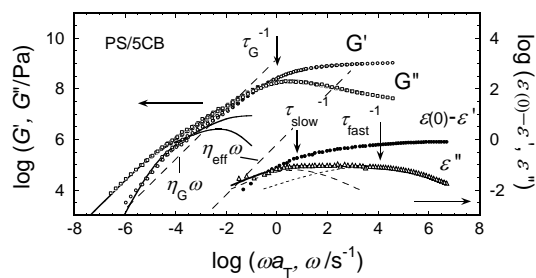 PS/5CB
τG⁻¹
G'
G"
τslow⁻¹
τfast⁻¹
ε(0)−ε'
ε"
ηGω
ηeffω
log (G', G"/Pa)
10
8
6
4
log (ε(0)−ε', ε")
4
2
0
-2
-8 -6 -4 -2 0 2 4 6 8
log (ωaT, ω/s⁻¹)